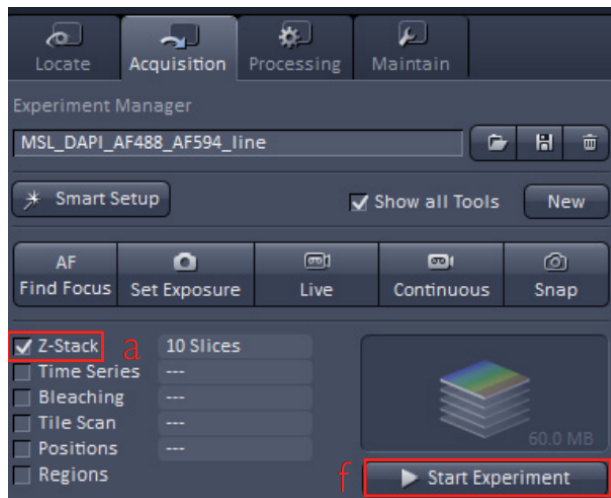 Locate Acquisition Processing Maintain
Experiment Manager
MSL_DAPI_AF488_AF594_line
Smart Setup Show all Tools New
AF
Find Focus Set Exposure Live Continuous Snap
Z-Stack a 10 Slices
Time Series ---
Bleaching ---
Tile Scan ---
Positions --- 60.0 MB
Regions f Start Experiment